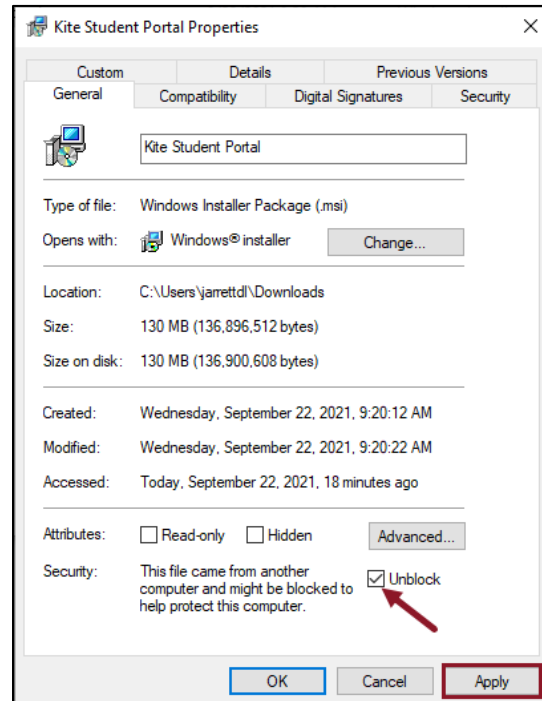 Kite Student Portal Properties
Custom Details Previous Versions
General Compatibility Digital Signatures Security
Kite Student Portal
Type of file: Windows Installer Package (.msi)
Opens with: Windows® installer Change...
Location: C:\Users\jarrettdl\Downloads
Size: 130 MB (136,896,512 bytes)
Size on disk: 130 MB (136,900,608 bytes)
Created: Wednesday, September 22, 2021, 9:20:12 AM
Modified: Wednesday, September 22, 2021, 9:20:22 AM
Accessed: Today, September 22, 2021, 18 minutes ago
Attributes: Read-only Hidden Advanced...
Security: This file came from another
computer and might be blocked to
help protect this computer.
Unblock
OK Cancel Apply